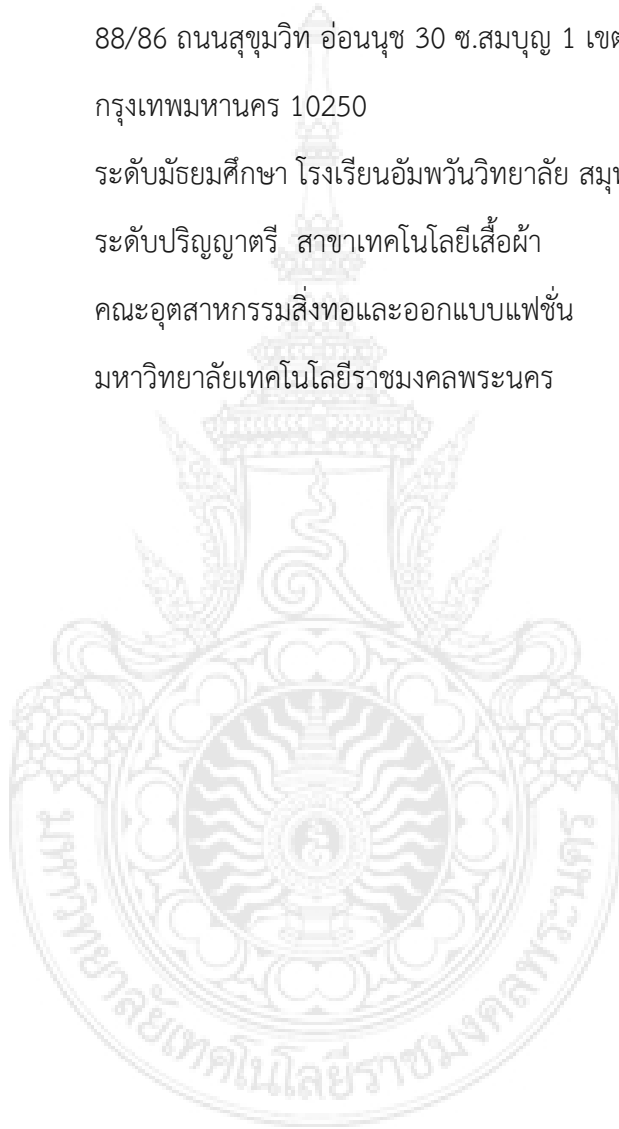 88/86 ถนนสุขุมวิท อ่อนนุช 30 ซ.สมบุญ 1
กรุงเทพมหานคร 10250
ระดับมัธยมศึกษา โรงเรียนอัมพวันวิทยาลัย
ระดับปริญญาตรี สาขาเทคโนโลยีเสื้อผ้า
คณะอุตสาหกรรมสิ่งทอและออกแบบแฟชั่น
มหาวิทยาลัยเทคโนโลยีราชมงคลพระนคร
มหาวิทยาลัยเทคโนโลยีราชมงคลพระนคร